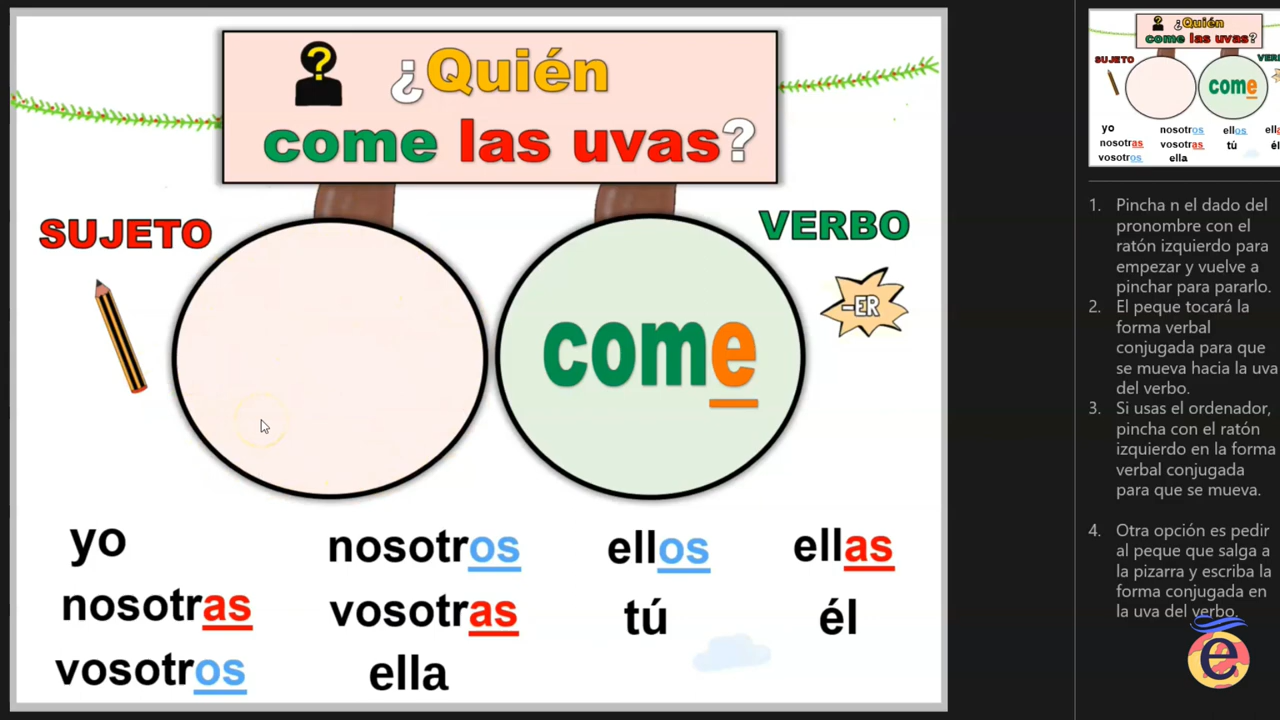 ?
¿Quién
come las uvas?
SUJETO
VERBO
-ER
come
yo
nosotros
ellos
ellas
nosotras
vosotras
tú
él
vosotros
ella
?
¿Quién
come las uvas?
SUJETO
VERB
come
yo
nosotros
ellos
ell
nosotras
vosotras
tú
él
vosotros
ella
1. Pincha n el dado del
pronombre con el
ratón izquierdo para
empezar y vuelve a
pinchar para pararlo.
2. El peque tocará la
forma verbal
conjugada para que
se mueva hacia la uva
del verbo.
3. Si usas el ordenador,
pincha con el ratón
izquierdo en la forma
verbal conjugada
para que se mueva.
4. Otra opción es pedir
al peque que salga a
la pizarra y escriba la
forma conjugada en
la uva del verbo.
e